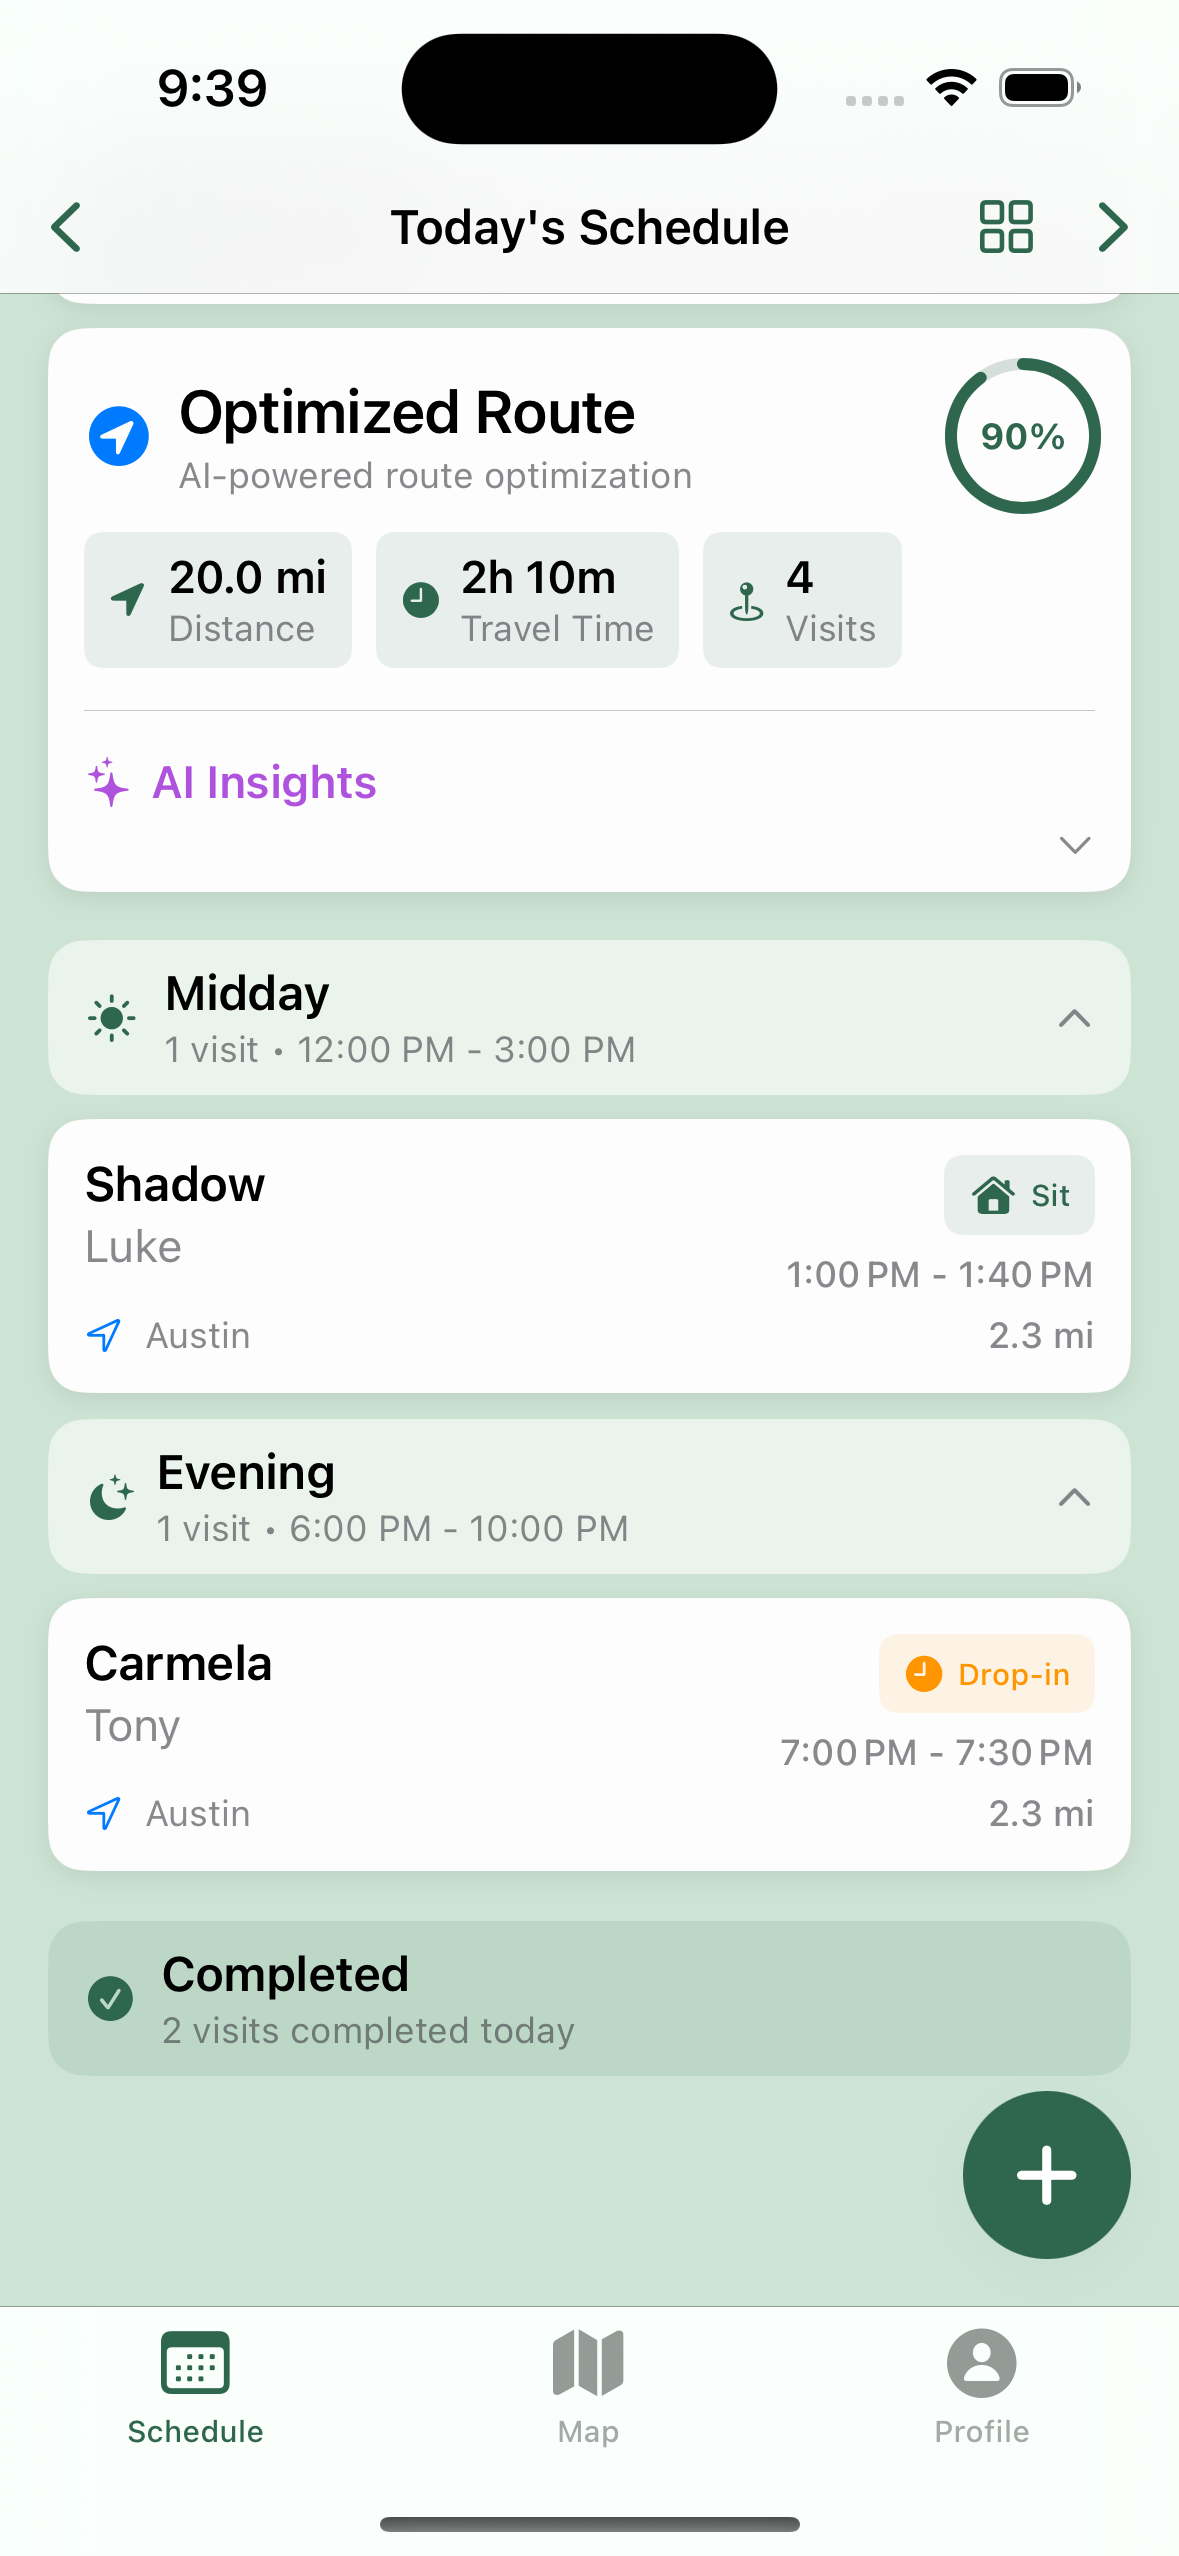 9:39
Today's Schedule
Optimized Route
AI-powered route optimization
90%
20.0 mi
Distance
2h 10m
Travel Time
4
Visits
AI Insights
Midday
1 visit • 12:00 PM - 3:00 PM
Shadow
Luke
Sit
1:00 PM - 1:40 PM
Austin
2.3 mi
Evening
1 visit • 6:00 PM - 10:00 PM
Carmela
Tony
Drop-in
7:00 PM - 7:30 PM
Austin
2.3 mi
Completed
2 visits completed today
Schedule
Map
Profile